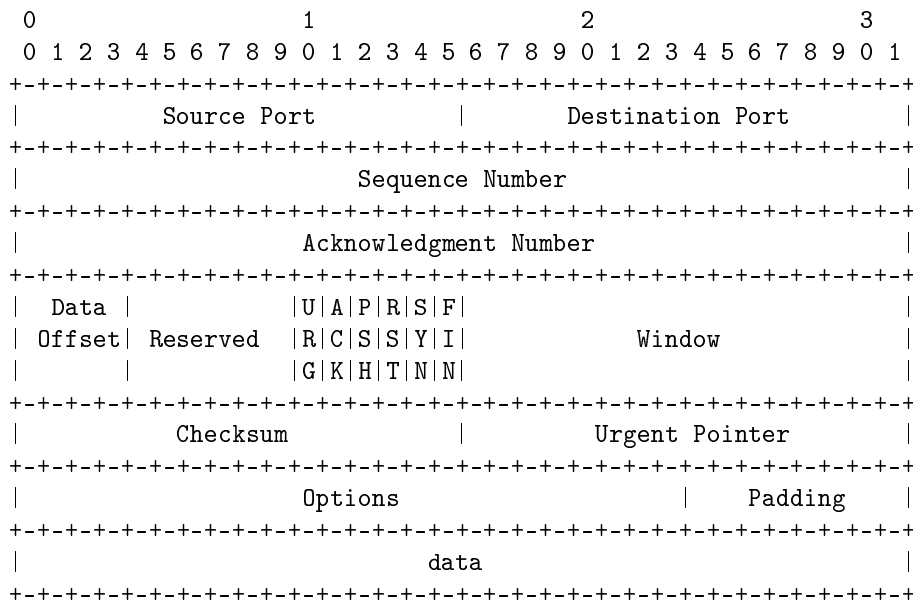 0                   1                   2                   3
 0 1 2 3 4 5 6 7 8 9 0 1 2 3 4 5 6 7 8 9 0 1 2 3 4 5 6 7 8 9 0 1
+-+-+-+-+-+-+-+-+-+-+-+-+-+-+-+-+-+-+-+-+-+-+-+-+-+-+-+-+-+-+-+-+
|          Source Port          |       Destination Port        |
+-+-+-+-+-+-+-+-+-+-+-+-+-+-+-+-+-+-+-+-+-+-+-+-+-+-+-+-+-+-+-+-+
|                        Sequence Number                        |
+-+-+-+-+-+-+-+-+-+-+-+-+-+-+-+-+-+-+-+-+-+-+-+-+-+-+-+-+-+-+-+-+
|                    Acknowledgment Number                      |
+-+-+-+-+-+-+-+-+-+-+-+-+-+-+-+-+-+-+-+-+-+-+-+-+-+-+-+-+-+-+-+-+
|  Data |           |U|A|P|R|S|F|                               |
| Offset| Reserved  |R|C|S|S|Y|I|            Window             |
|       |           |G|K|H|T|N|N|                               |
+-+-+-+-+-+-+-+-+-+-+-+-+-+-+-+-+-+-+-+-+-+-+-+-+-+-+-+-+-+-+-+-+
|           Checksum            |         Urgent Pointer        |
+-+-+-+-+-+-+-+-+-+-+-+-+-+-+-+-+-+-+-+-+-+-+-+-+-+-+-+-+-+-+-+-+
|                    Options                    |    Padding    |
+-+-+-+-+-+-+-+-+-+-+-+-+-+-+-+-+-+-+-+-+-+-+-+-+-+-+-+-+-+-+-+-+
|                             data                              |
+-+-+-+-+-+-+-+-+-+-+-+-+-+-+-+-+-+-+-+-+-+-+-+-+-+-+-+-+-+-+-+-+